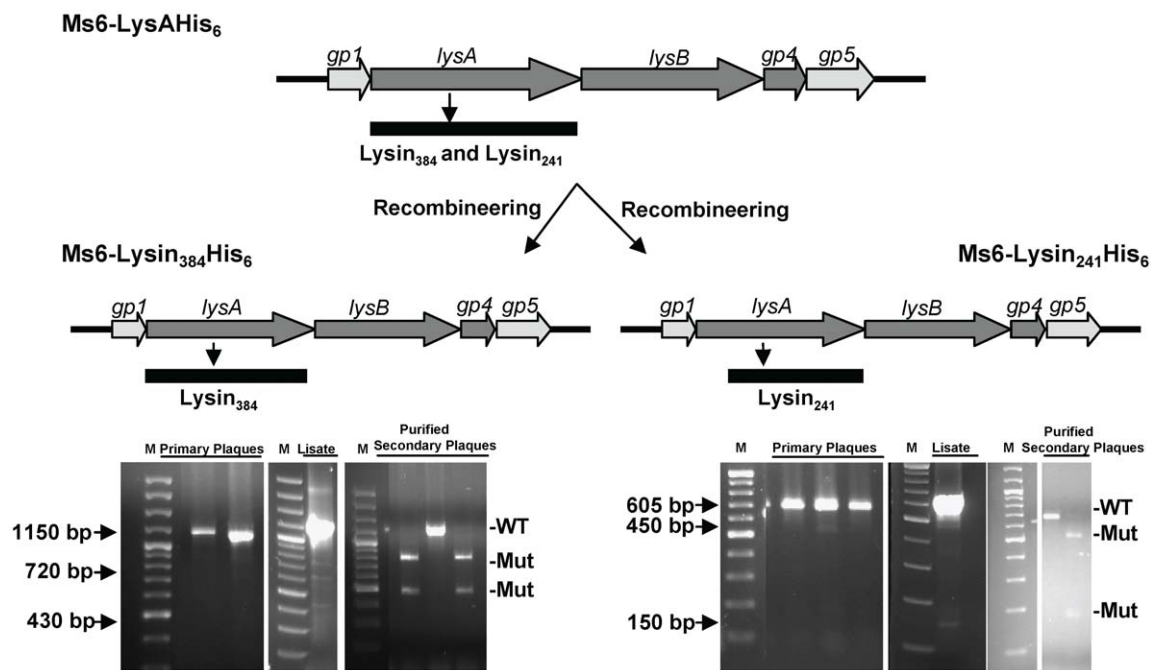 Ms6-LysAHis₆
gp1 lysA lysB gp4 gp5
Lysin₃₈₄ and Lysin₂₄₁
Recombineering Recombineering
Ms6-Lysin₃₈₄His₆
Ms6-Lysin₂₄₁His₆
gp1 lysA lysB gp4 gp5
Lysin₃₈₄
gp1 lysA lysB gp4 gp5
Lysin₂₄₁
M Primary Plaques
M Lisate
M Purified
Secondary Plaques
1150 bp
720 bp
430 bp
-WT
-Mut
-Mut
M Primary Plaques
M Lisate
M Purified
Secondary Plaques
605 bp
450 bp
150 bp
-WT
-Mut
-Mut